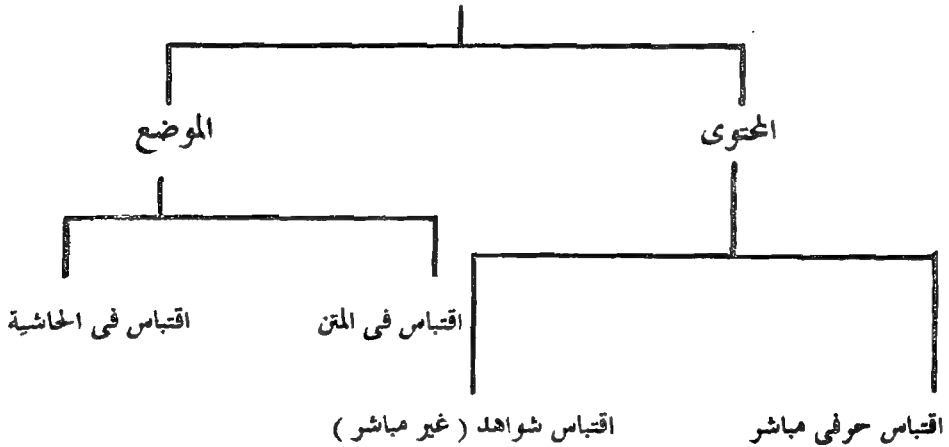 المحتوى
الموضع
اقتباس فى المتن
اقتباس فى الحاشية
اقتباس حرفى مباشر
اقتباس شواهد ( غير مباشر )